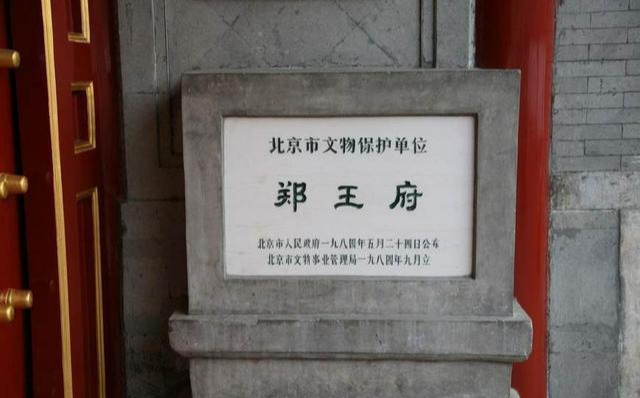 北京市文物保护单位
郑王府
北京市人民政府一九八四年五月二十四日公布
北京市文物事业管理局一九八四年九月立